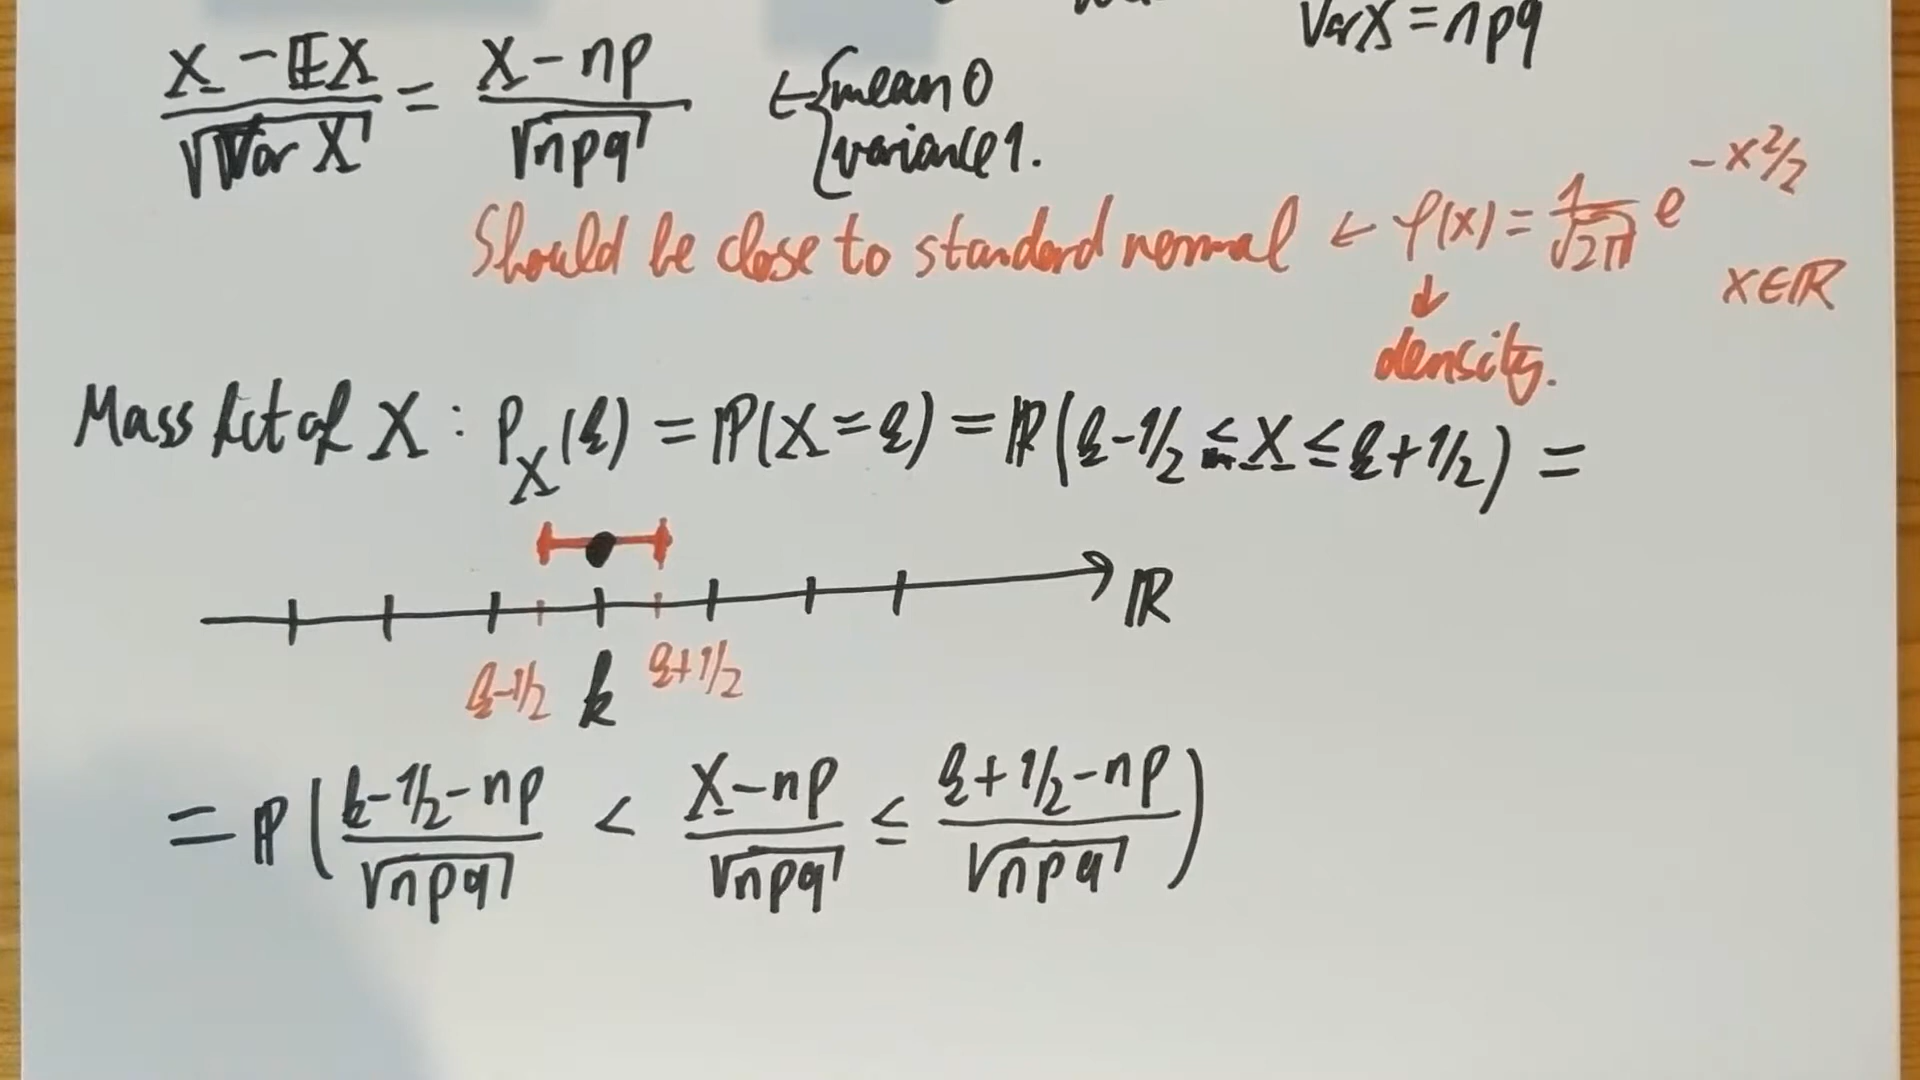 Var X = npq
X - EX / √Var X = X - np / √npq ← { mean 0
variance 1.
Should be close to standard normal ← φ(x) = 1/√2π e^{-x²/2}
x∈ℝ
↓
density.
Mass fct of X : P_X(k) = ℙ(X = k) = ℙ(k-1/2 ≤ X ≤ k+1/2) =
ℝ
k-1/2 k k+1/2
= ℙ( k-1/2-np / √npq < X-np / √npq ≤ k+1/2-np / √npq )